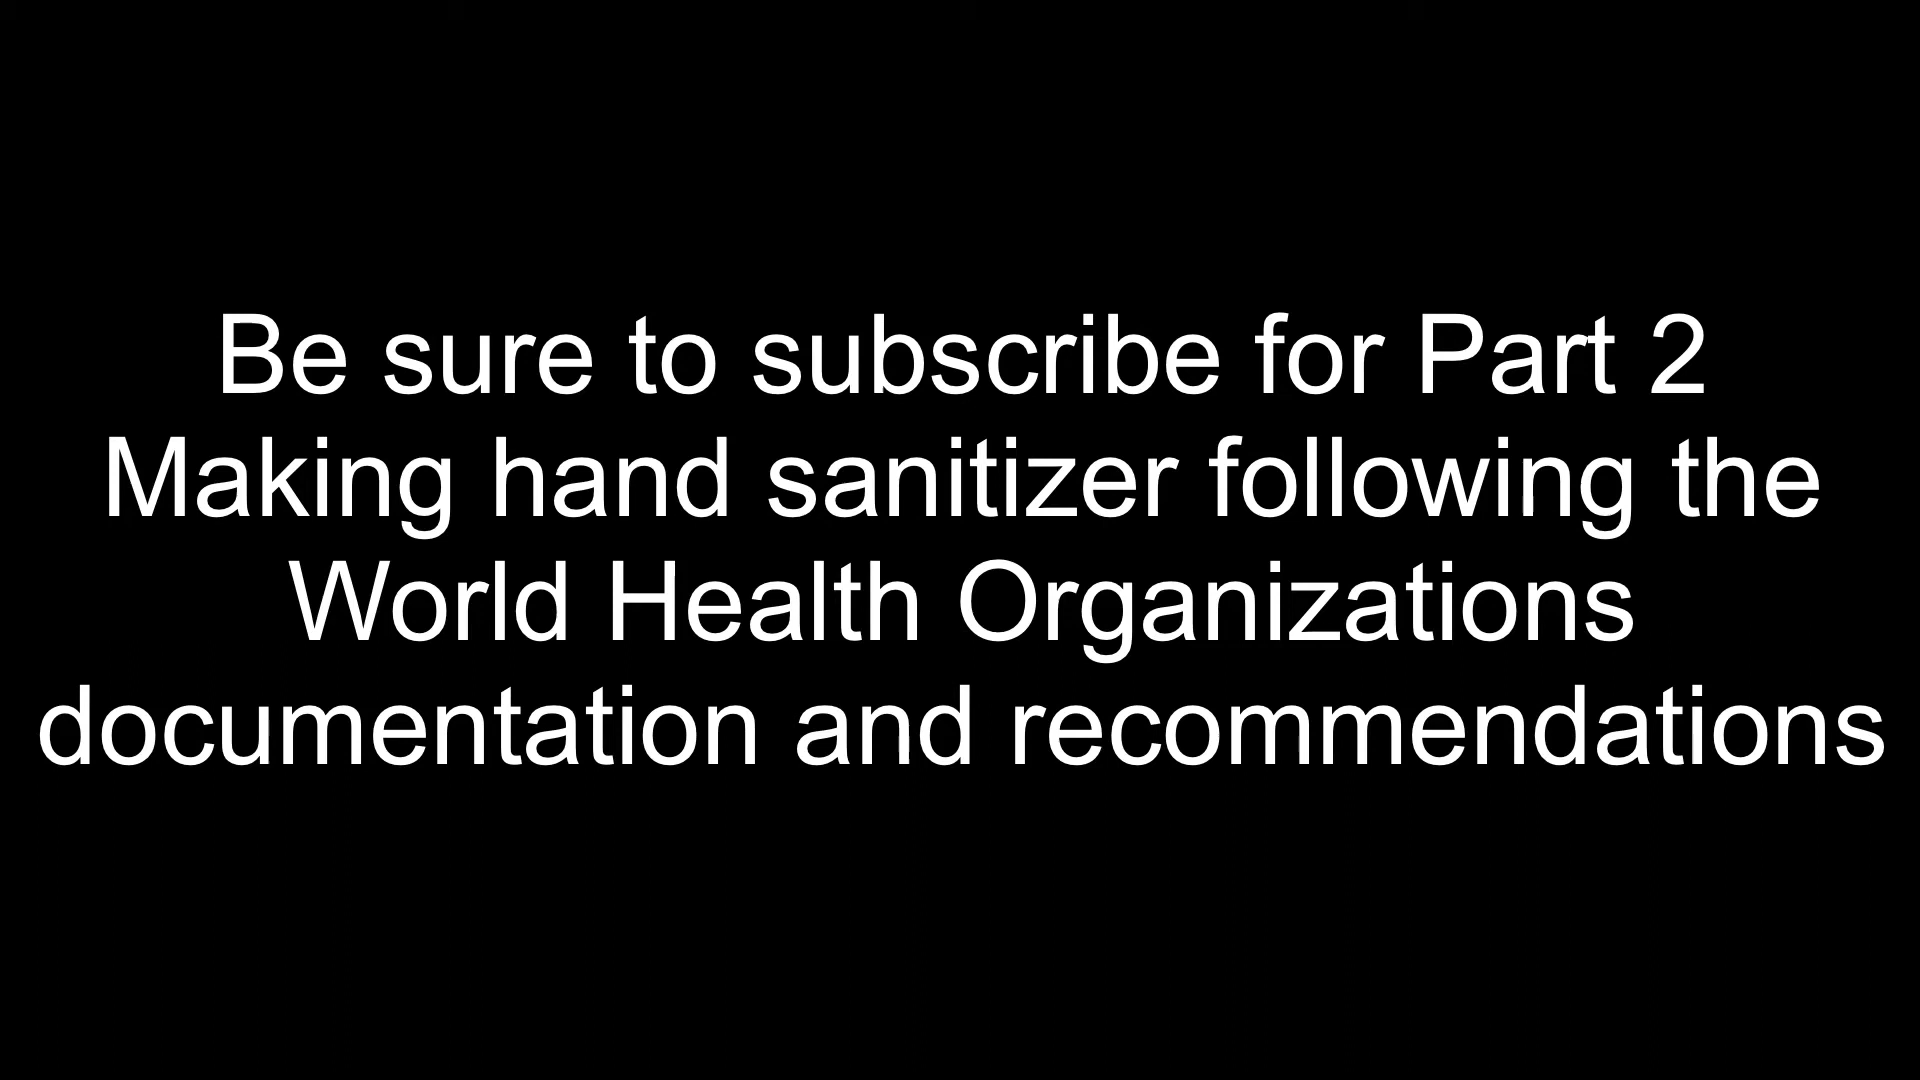 Be sure to subscribe for Part 2
Making hand sanitizer following the
World Health Organizations
documentation and recommendations